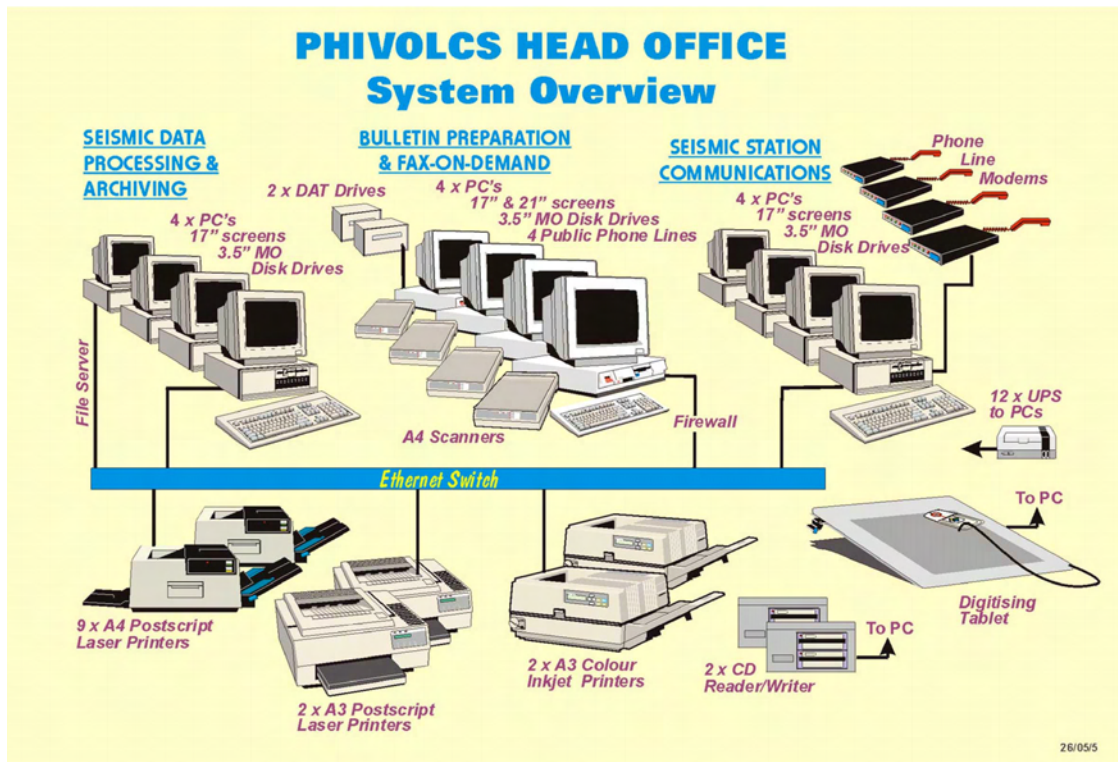 PHIVOLCS HEAD OFFICE
System Overview
SEISMIC DATA
PROCESSING &
ARCHIVING
4 x PC's
17" screens
3.5" MO
Disk Drives
2 x DAT Drives
BULLETIN PREPARATION
& FAX-ON-DEMAND
4 x PC's
17" & 21" screens
3.5" MO Disk Drives
4 Public Phone Lines
SEISMIC STATION
COMMUNICATIONS
4 x PC's
17" screens
3.5" MO
Disk Drives
Phone
Line
Modems
File Server
A4 Scanners
Firewall
12 x UPS
to PCs
Ethernet Switch
9 x A4 Postscript
Laser Printers
2 x A3 Postscript
Laser Printers
2 x A3 Colour
Inkjet Printers
2 x CD
Reader/Writer
To PC
To PC
Digitising
Tablet
26/05/5